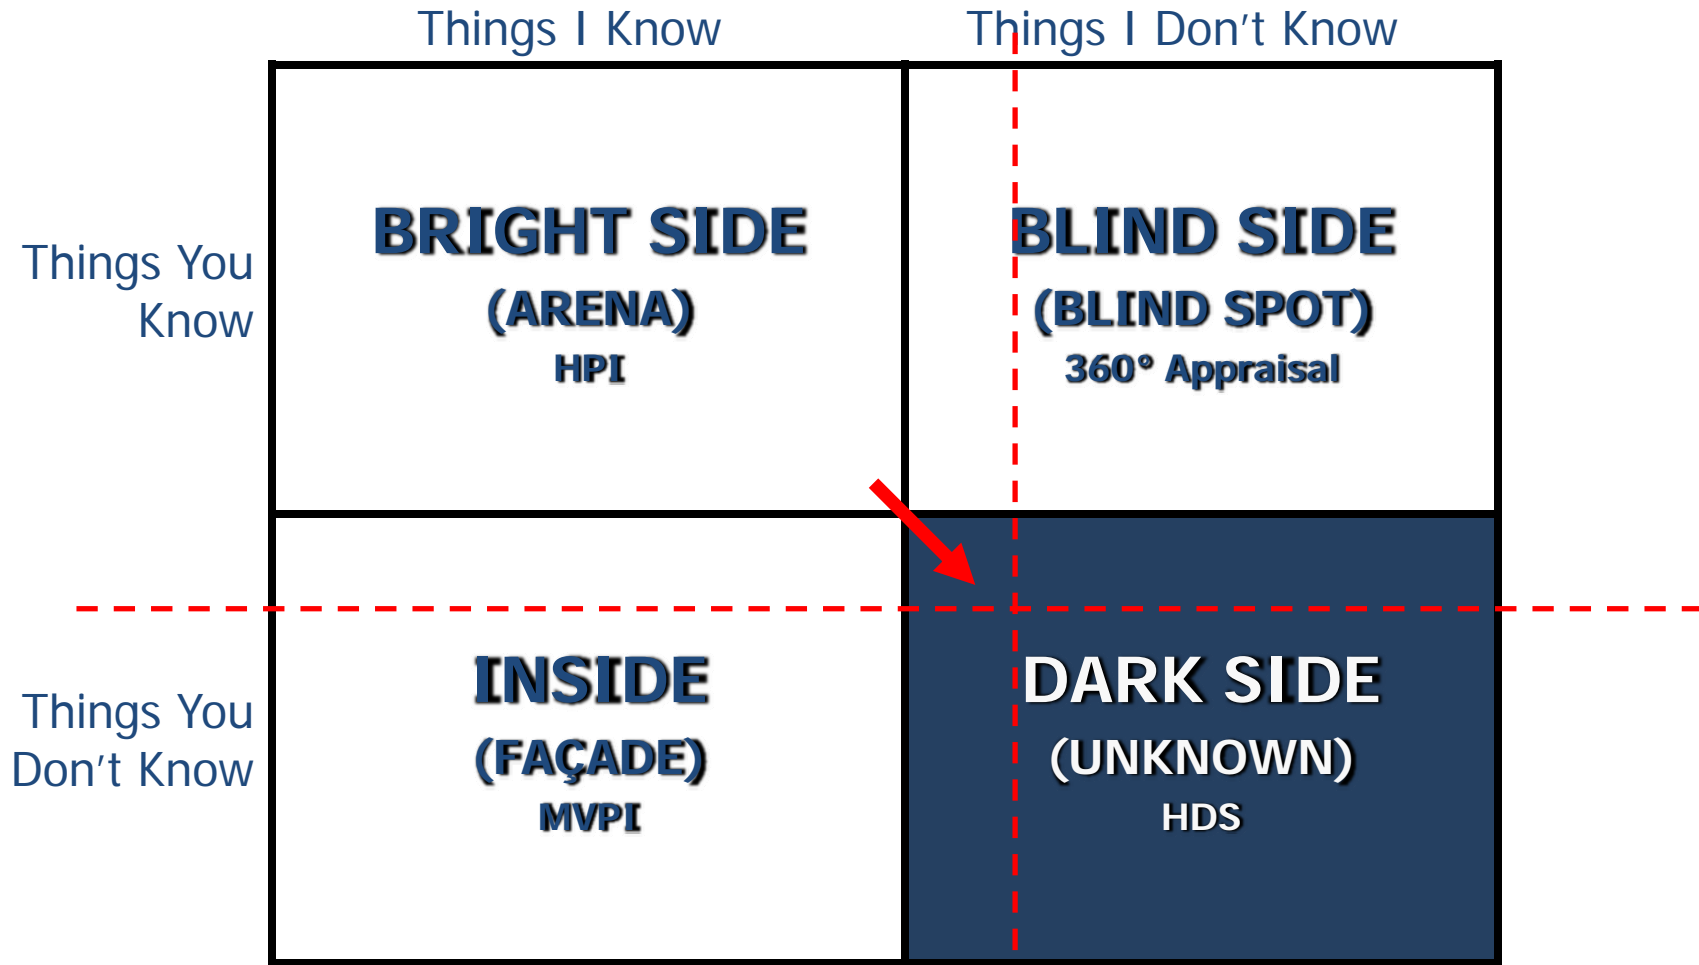 Things I Know
Things I Don't Know
Things You
Know
BRIGHT SIDE
(ARENA)
HPI
BLIND SIDE
(BLIND SPOT)
360° Appraisal
Things You
Don't Know
INSIDE
(FAÇADE)
MVPI
DARK SIDE
(UNKNOWN)
HDS